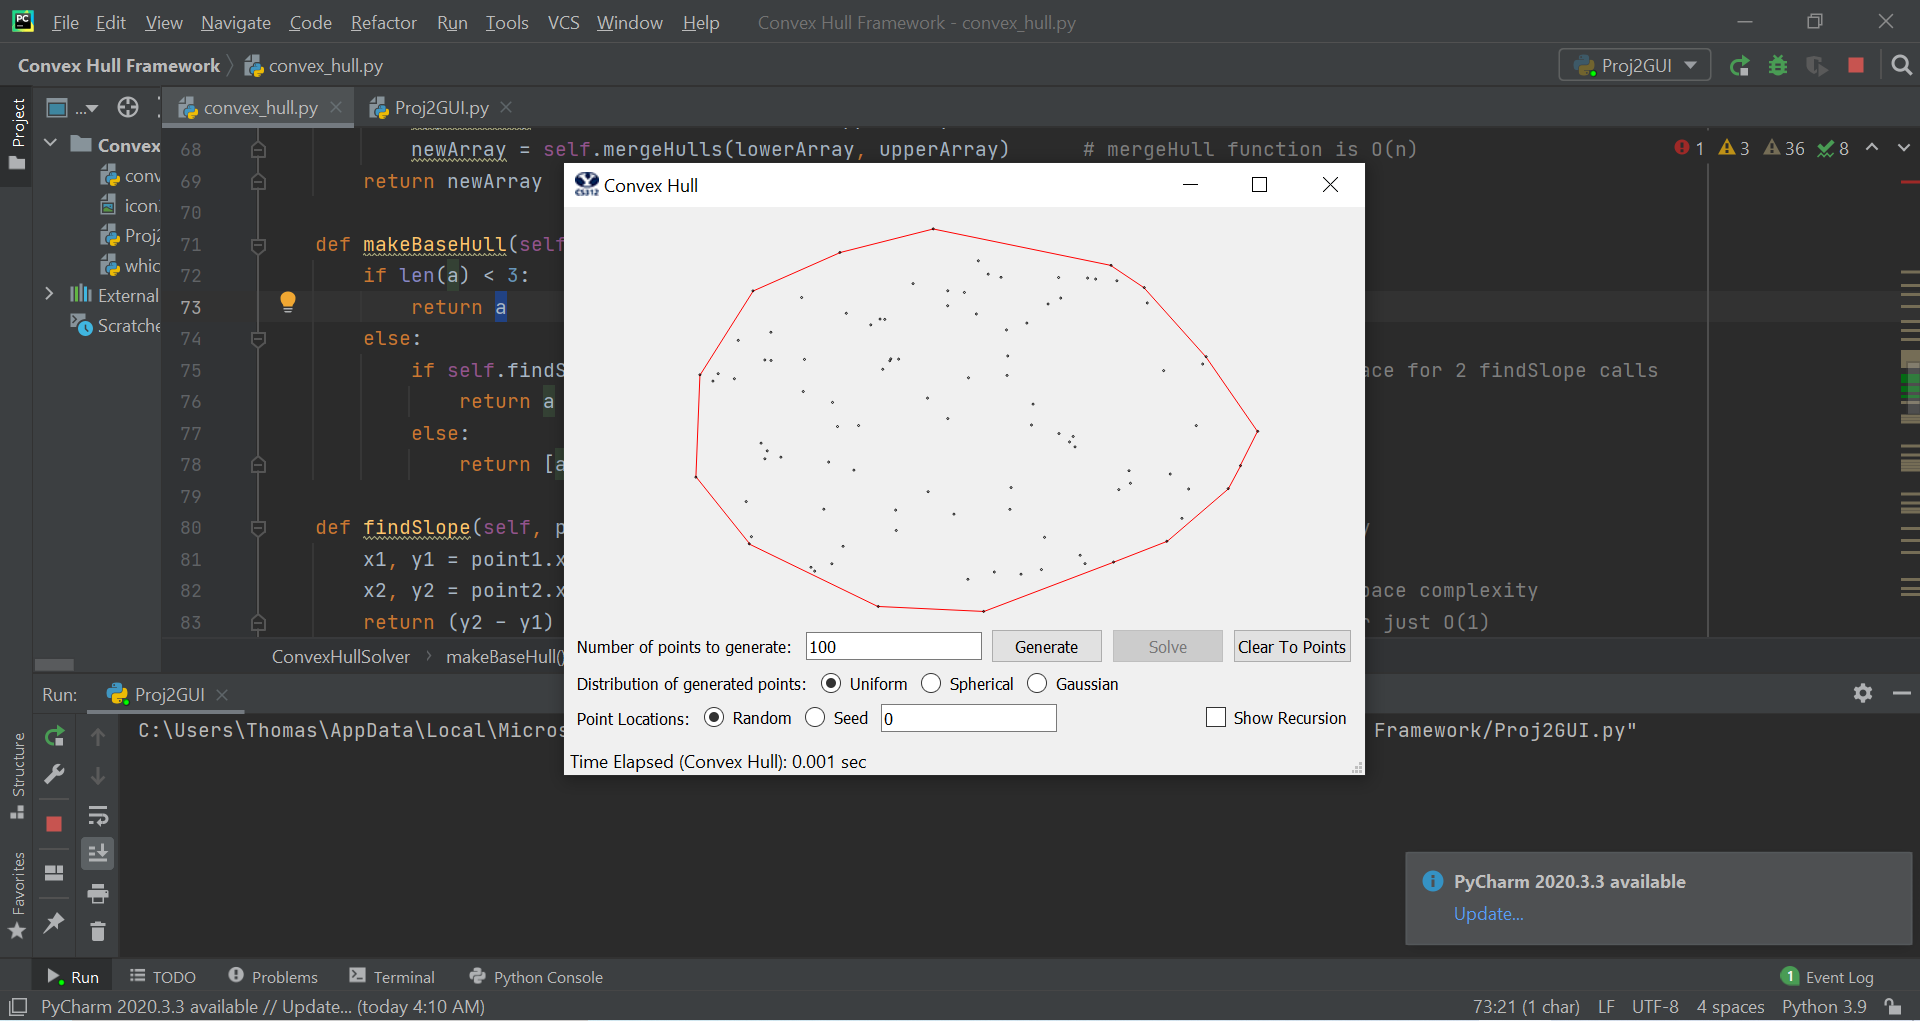 File Edit View Navigate Code Refactor Run Tools VCS Window Help Convex Hull Framework - convex_hull.py
Convex Hull Framework convex_hull.py Proj2GUI
Project ... convex_hull.py Proj2GUI.py
68 newArray = self.mergeHulls(lowerArray, upperArray) # mergeHull function is O(n) 1 3 36 8
69 return newArray
70
71 def makeBaseHull(self
72 if len(a) < 3:
73 return a
74 else:
75 if self.findS ace for 2 findSlope calls
76 return a
77 else:
78 return [a
79
80 def findSlope(self, p
81 x1, y1 = point1.x
82 x2, y2 = point2.x pace complexity
83 return (y2 - y1) r just O(1)
Convex
conv
icon.
Proj2
whic
External
Scratche
ConvexHullSolver makeBaseHull()
CS312 Convex Hull
Number of points to generate: 100 Generate Solve Clear To Points
Distribution of generated points: Uniform Spherical Gaussian
Point Locations: Random Seed 0 Show Recursion
Time Elapsed (Convex Hull): 0.001 sec
Run: Proj2GUI
C:\Users\Thomas\AppData\Local\Micros Framework/Proj2GUI.py"
Structure
Favorites
PyCharm 2020.3.3 available
Update...
Run TODO Problems Terminal Python Console 1 Event Log
PyCharm 2020.3.3 available // Update... (today 4:10 AM) 73:21 (1 char) LF UTF-8 4 spaces Python 3.9